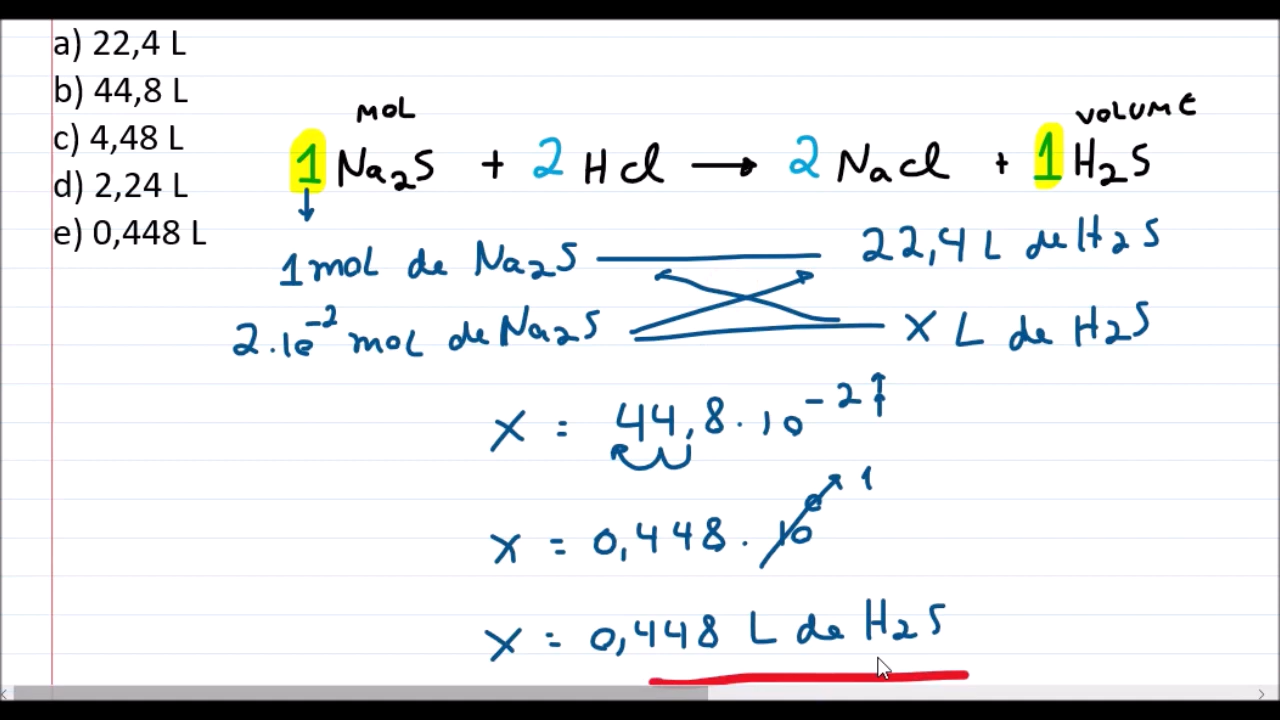 a) 22,4 L
b) 44,8 L
c) 4,48 L
d) 2,24 L
e) 0,448 L
MOL
VOLUME
1 Na2S + 2 HCl → 2 NaCl + 1 H2S
1 mol de Na2S 22,4 L de H2S
2.10⁻² mol de Na2S X L de H2S
X = 44,8 . 10⁻²
X = 0,448 . 10⁰ 1
X = 0,448 L de H2S